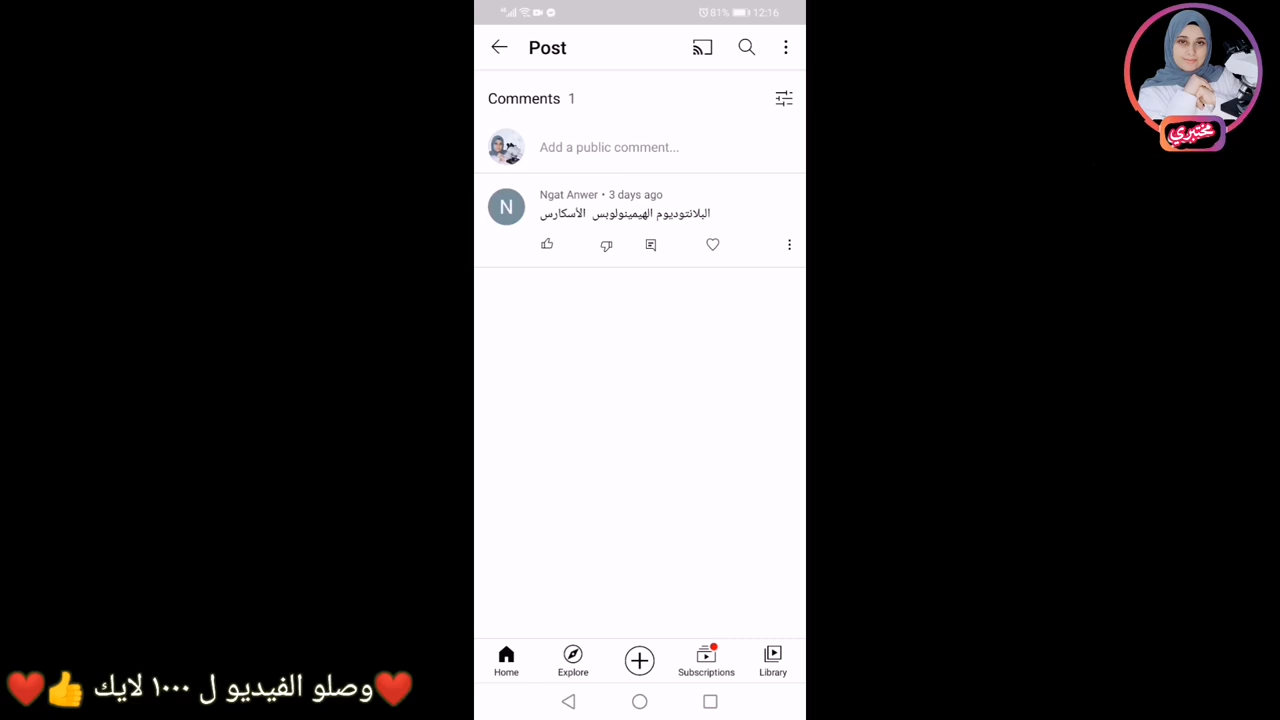 81% 12:16
Post
Comments 1
Add a public comment...
Ngat Anwer • 3 days ago
البلانتوديوم الهيمينولوبس الأسكارس
N
Home
Explore
Subscriptions
Library
مختبري
❤️وصلو الفيديو ل ١٠٠٠ لايك 👍❤️